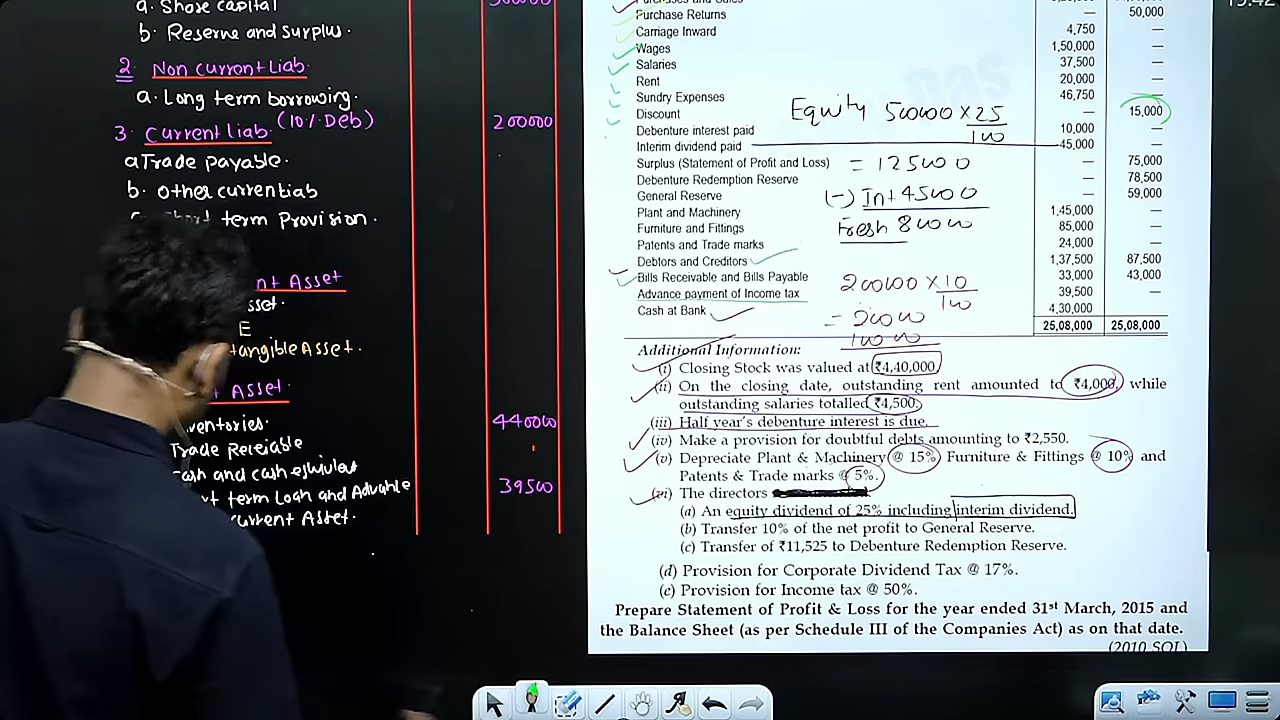 a. Share capital
b. Reserve and Surplus.
2 Non Current Liab
a. Long term borrowing.
3. Current liab. (10% Deb)
200000
a Trade payable.
b. other current liab
term Provision.
nt Asset
sset.
E
tangible Asset.
Asset.
ventories.
440000
Trade Receiable
cash and cash
term Loan and Advance
39500
current Asset.
Purchase Returns — 50,000
Carriage Inward 4,750 —
Wages 1,50,000 —
Salaries 37,500 —
Rent 20,000 —
Sundry Expenses 46,750 —
Discount — 15,000
Debenture interest paid 10,000 —
Interim dividend paid 45,000 —
Surplus (Statement of Profit and Loss) — 75,000
Debenture Redemption Reserve — 78,500
General Reserve — 59,000
Plant and Machinery 1,45,000 —
Furniture and Fittings 85,000 —
Patents and Trade marks 24,000 —
Debtors and Creditors 1,37,500 87,500
Bills Receivable and Bills Payable 33,000 43,000
Advance payment of Income tax 39,500 —
Cash at Bank 4,30,000 —
25,08,000 25,08,000
Equity 500000 × 25
100
= 125000
(-) Int 45000
Fresh 80000
200000 × 10
100
= 20000
10000
Additional Information:
(i) Closing Stock was valued at ₹4,40,000
(ii) On the closing date, outstanding rent amounted to ₹4,000, while
outstanding salaries totalled ₹4,500.
(iii) Half year's debenture interest is due.
(iv) Make a provision for doubtful debts amounting to ₹2,550.
(v) Depreciate Plant & Machinery @ 15% Furniture & Fittings @ 10% and
Patents & Trade marks @ 5%.
(vi) The directors
(a) An equity dividend of 25% including interim dividend.
(b) Transfer 10% of the net profit to General Reserve.
(c) Transfer of ₹11,525 to Debenture Redemption Reserve.
(d) Provision for Corporate Dividend Tax @ 17%.
(e) Provision for Income tax @ 50%.
Prepare Statement of Profit & Loss for the year ended 31st March, 2015 and
the Balance Sheet (as per Schedule III of the Companies Act) as on that date.
(2010 SOL)